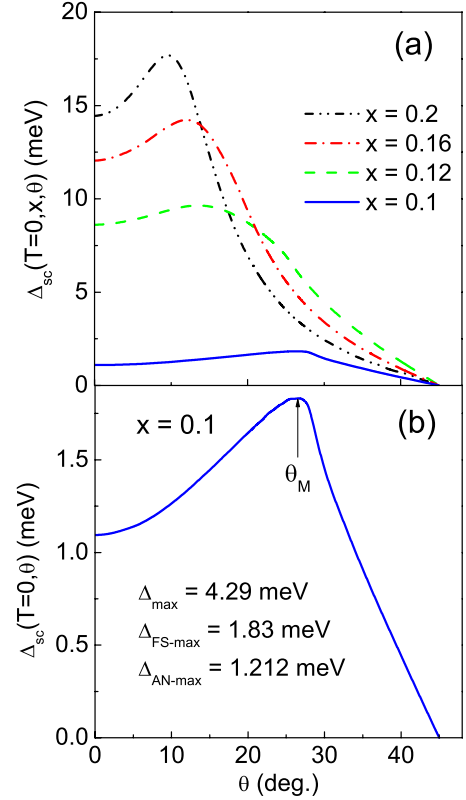 (a)
20
15
10
5
0
Δsc(T=0,x,θ) (meV)
x = 0.2
x = 0.16
x = 0.12
x = 0.1
(b)
x = 0.1
θM
1.5
1.0
0.5
0.0
Δsc(T=0,θ) (meV)
Δmax = 4.29 meV
ΔFS-max = 1.83 meV
ΔAN-max = 1.212 meV
0 10 20 30 40
θ (deg.)